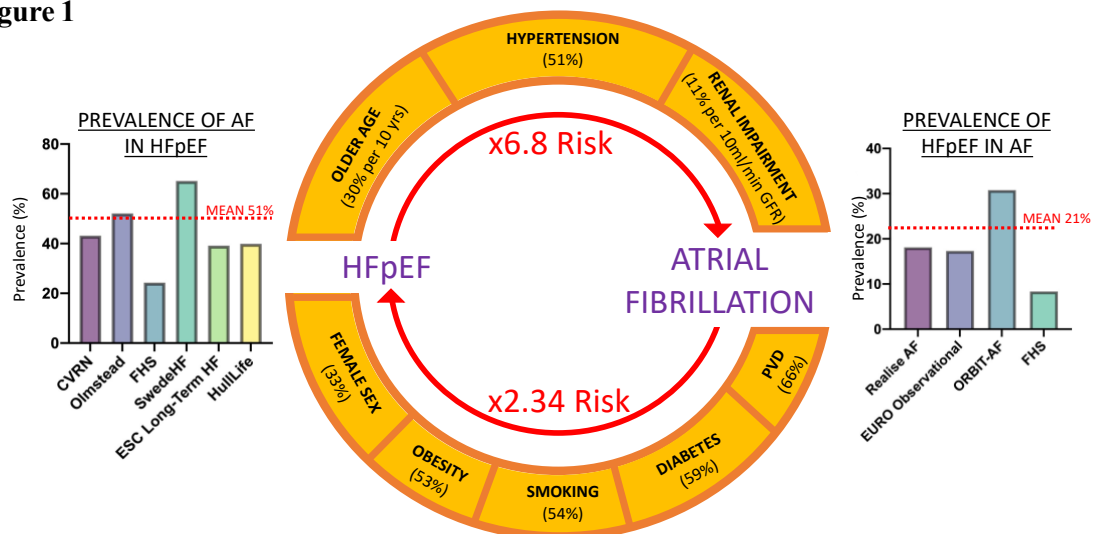 gure 1
PREVALENCE OF AF
IN HFpEF
80
60
40
20
0
Prevalence (%)
MEAN 51%
CVRN
Olmstead
FHS
SwedeHF
ESC Long-Term HF
HullLife
HYPERTENSION
(51%)
OLDER AGE
(30% per 10 yrs)
RENAL IMPAIRMENT
(11% per 10ml/min GFR)
x6.8 Risk
HFpEF
ATRIAL
FIBRILLATION
x2.34 Risk
FEMALE SEX
(33%)
OBESITY
(53%)
SMOKING
(54%)
DIABETES
(59%)
PVD
(66%)
PREVALENCE OF
HFpEF IN AF
40
30
20
10
0
Prevalence (%)
MEAN 21%
Realise AF
EURO Observational
ORBIT-AF
FHS